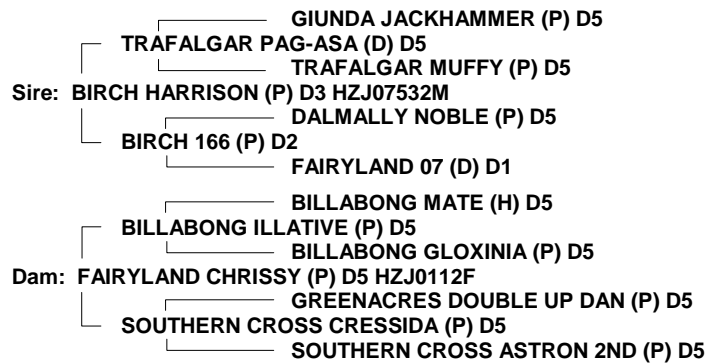 GIUNDA JACKHAMMER (P) D5
TRAFALGAR PAG-ASA (D) D5
TRAFALGAR MUFFY (P) D5
Sire: BIRCH HARRISON (P) D3 HZJ07532M
DALMALLY NOBLE (P) D5
BIRCH 166 (P) D2
FAIRYLAND 07 (D) D1
BILLABONG MATE (H) D5
BILLABONG ILLATIVE (P) D5
BILLABONG GLOXINIA (P) D5
Dam: FAIRYLAND CHRISSY (P) D5 HZJ0112F
GREENACRES DOUBLE UP DAN (P) D5
SOUTHERN CROSS CRESSIDA (P) D5
SOUTHERN CROSS ASTRON 2ND (P) D5